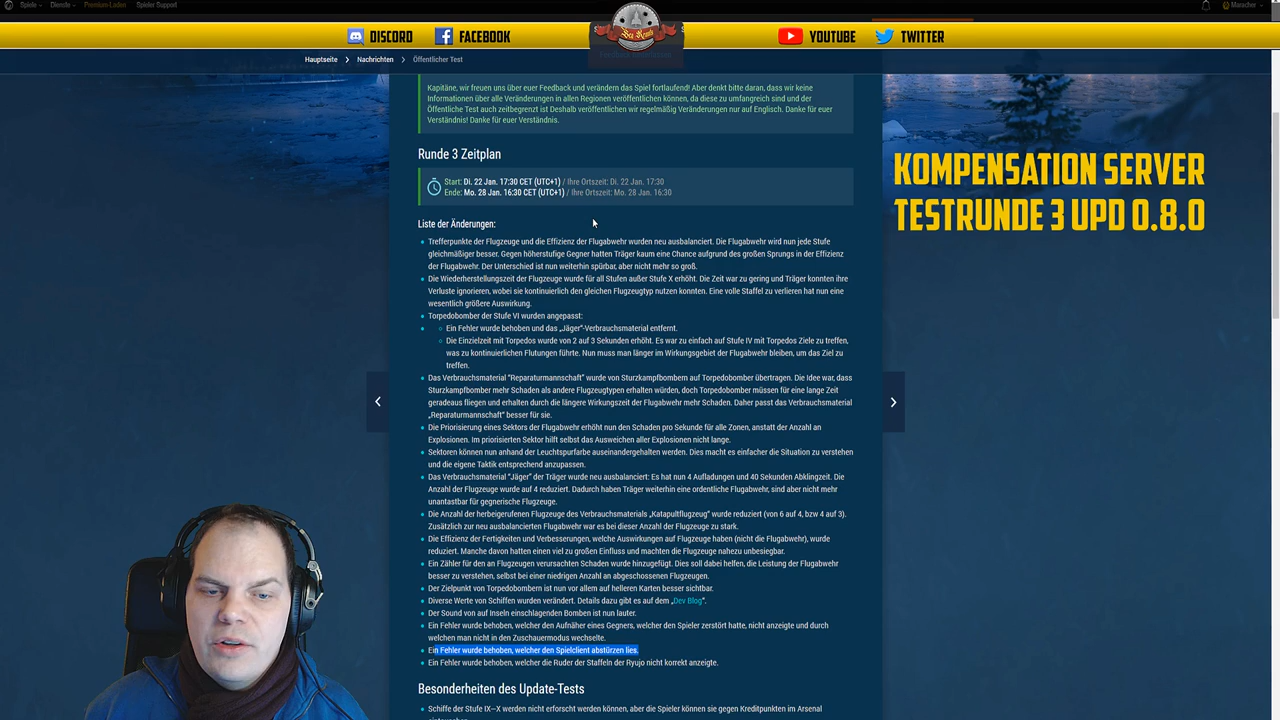 Spiele
Dienste
Premium-Laden
Spieler Support
Maracher
DISCORD
FACEBOOK
YOUTUBE
TWITTER
Hauptseite
Nachrichten
Öffentlicher Test
Kapitäne, wir freuen uns über euer Feedback und verändern das Spiel fortlaufend! Aber denkt bitte daran, dass wir keine
Informationen über alle Veränderungen in allen Regionen veröffentlichen können, da diese zu umfangreich sind und der
Öffentliche Test auch zeitbegrenzt ist Deshalb veröffentlichen wir regelmäßig Veränderungen nur auf Englisch. Danke für euer
Verständnis! Danke für euer Verständnis.
Runde 3 Zeitplan
Start: Di. 22 Jan. 17:30 CET (UTC+1) / Ihre Ortszeit: Di. 22 Jan. 17:30
Ende: Mo. 28 Jan. 16:30 CET (UTC+1) / Ihre Ortszeit: Mo. 28 Jan. 16:30
KOMPENSATION SERVER
TESTRUNDE 3 UPD 0.8.0
Liste der Änderungen:
Trefferpunkte der Flugzeuge und die Effizienz der Flugabwehr wurden neu ausbalanciert. Die Flugabwehr wird nun jede Stufe
gleichmäßiger besser. Gegen höherstufige Gegner hatten Träger kaum eine Chance aufgrund des großen Sprungs in der Effizienz
der Flugabwehr. Der Unterschied ist nun weiterhin spürbar, aber nicht mehr so groß.
Die Wiederherstellungszeit der Flugzeuge wurde für all Stufen außer Stufe X erhöht. Die Zeit war zu gering und Träger konnten ihre
Verluste ignorieren, wobei sie kontinuierlich den gleichen Flugzeugtyp nutzen konnten. Eine volle Staffel zu verlieren hat nun eine
wesentlich größere Auswirkung.
Torpedobomber der Stufe VI wurden angepasst:
Ein Fehler wurde behoben und das „Jäger“-Verbrauchsmaterial entfernt.
Die Einzielzeit mit Torpedos wurde von 2 auf 3 Sekunden erhöht. Es war zu einfach auf Stufe IV mit Torpedos Ziele zu treffen,
was zu kontinuierlichen Flutungen führte. Nun muss man länger im Wirkungsgebiet der Flugabwehr bleiben, um das Ziel zu
treffen.
Das Verbrauchsmaterial "Reparaturmannschaft" wurde von Sturzkampfbombern auf Torpedobomber übertragen. Die Idee war, dass
Sturzkampfbomber mehr Schaden als andere Flugzeugtypen erhalten würden, doch Torpedobomber müssen für eine lange Zeit
geradeaus fliegen und erhalten durch die längere Wirkungszeit der Flugabwehr mehr Schaden. Daher passt das Verbrauchsmaterial
„Reparaturmannschaft“ besser für sie.
Die Priorisierung eines Sektors der Flugabwehr erhöht nun den Schaden pro Sekunde für alle Zonen, anstatt der Anzahl an
Explosionen. Im priorisierten Sektor hilft selbst das Ausweichen aller Explosionen nicht lange.
Sektoren können nun anhand der Leuchtspurfarbe auseinandergehalten werden. Dies macht es einfacher die Situation zu verstehen
und die eigene Taktik entsprechend anzupassen.
Das Verbrauchsmaterial "Jäger" der Träger wurde neu ausbalanciert: Es hat nun 4 Aufladungen und 40 Sekunden Abklingzeit. Die
Anzahl der Flugzeuge wurde auf 4 reduziert. Dadurch haben Träger weiterhin eine ordentliche Flugabwehr, sind aber nicht mehr
unantastbar für gegnerische Flugzeuge.
Die Anzahl der herbeigerufenen Flugzeuge des Verbrauchsmaterials „Katapultflugzeug“ wurde reduziert (von 6 auf 4, bzw 4 auf 3).
Zusätzlich zur neu ausbalancierten Flugabwehr war es bei dieser Anzahl der Flugzeuge zu stark.
Die Effizienz der Fertigkeiten und Verbesserungen, welche Auswirkungen auf Flugzeuge haben (nicht die Flugabwehr), wurde
reduziert. Manche davon hatten einen viel zu großen Einfluss und machten die Flugzeuge nahezu unbesiegbar.
Ein Zähler für den an Flugzeugen verursachten Schaden wurde hinzugefügt. Dies soll dabei helfen, die Leistung der Flugabwehr
besser zu verstehen, selbst bei einer niedrigen Anzahl an abgeschossenen Flugzeugen.
Der Zielpunkt von Torpedobombern ist nun vor allem auf helleren Karten besser sichtbar.
Diverse Werte von Schiffen wurden verändert. Details dazu gibt es auf dem „Dev Blog“.
Der Sound von auf Inseln einschlagenden Bomben ist nun lauter.
Ein Fehler wurde behoben, welcher den Aufnäher eines Gegners, welcher den Spieler zerstört hatte, nicht anzeigte und durch
welchen man nicht in den Zuschauermodus wechselte.
Ein Fehler wurde behoben, welcher den Spielclient abstürzen lies.
Ein Fehler wurde behoben, welcher die Ruder der Staffeln der Ryujo nicht korrekt anzeigte.
Besonderheiten des Update-Tests
Schiffe der Stufe IX–X werden nicht erforscht werden können, aber die Spieler können sie gegen Kreditpunkten im Arsenal